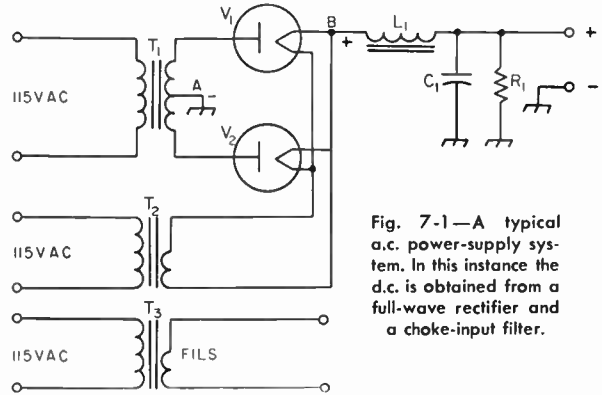 V1
B
L1
+
+
T1
A
-
115VAC
C1
R1
-
V2
T2
115VAC
T3
115VAC
FILS
Fig. 7-1—A typical
a.c. power-supply sys-
tem. In this instance the
d.c. is obtained from a
full-wave rectifier and
a choke-input filter.